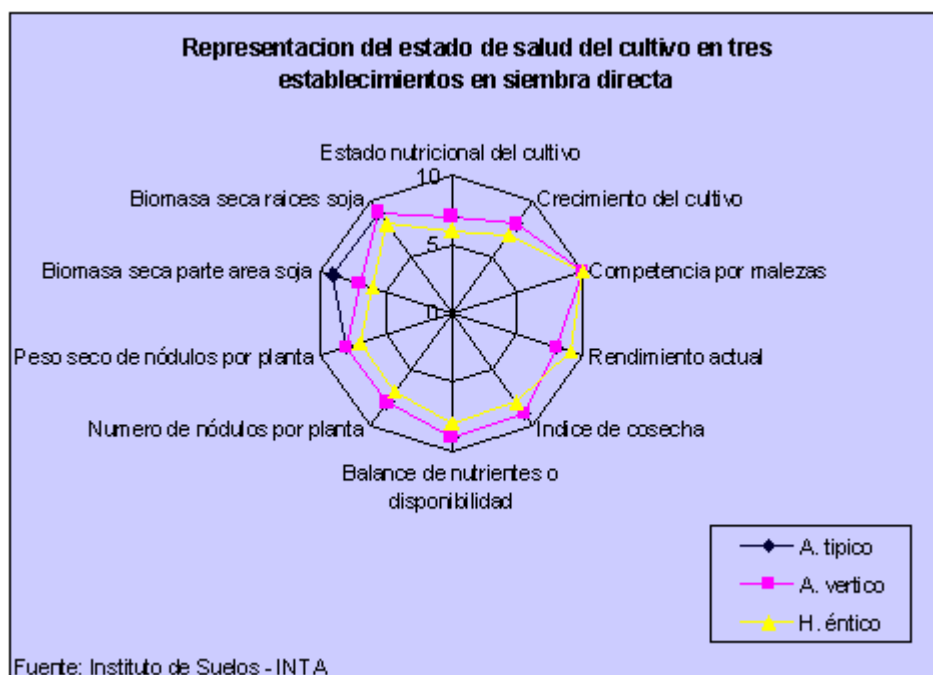 Representacion del estado de salud del cultivo en tres
establecimientos en siembra directa
Estado nutricional del cultivo
10
Biomasa seca raices soja
Crecimiento del cultivo
5
Biomasa seca parte area soja
Competencia por malezas
0
Peso seco de nódulos por planta
Rendimiento actual
Numero de nódulos por planta
Indice de cosecha
Balance de nutrientes o
disponibilidad
A. tipico
A. vertico
H. éntico
Fuente: Instituto de Suelos - INTA